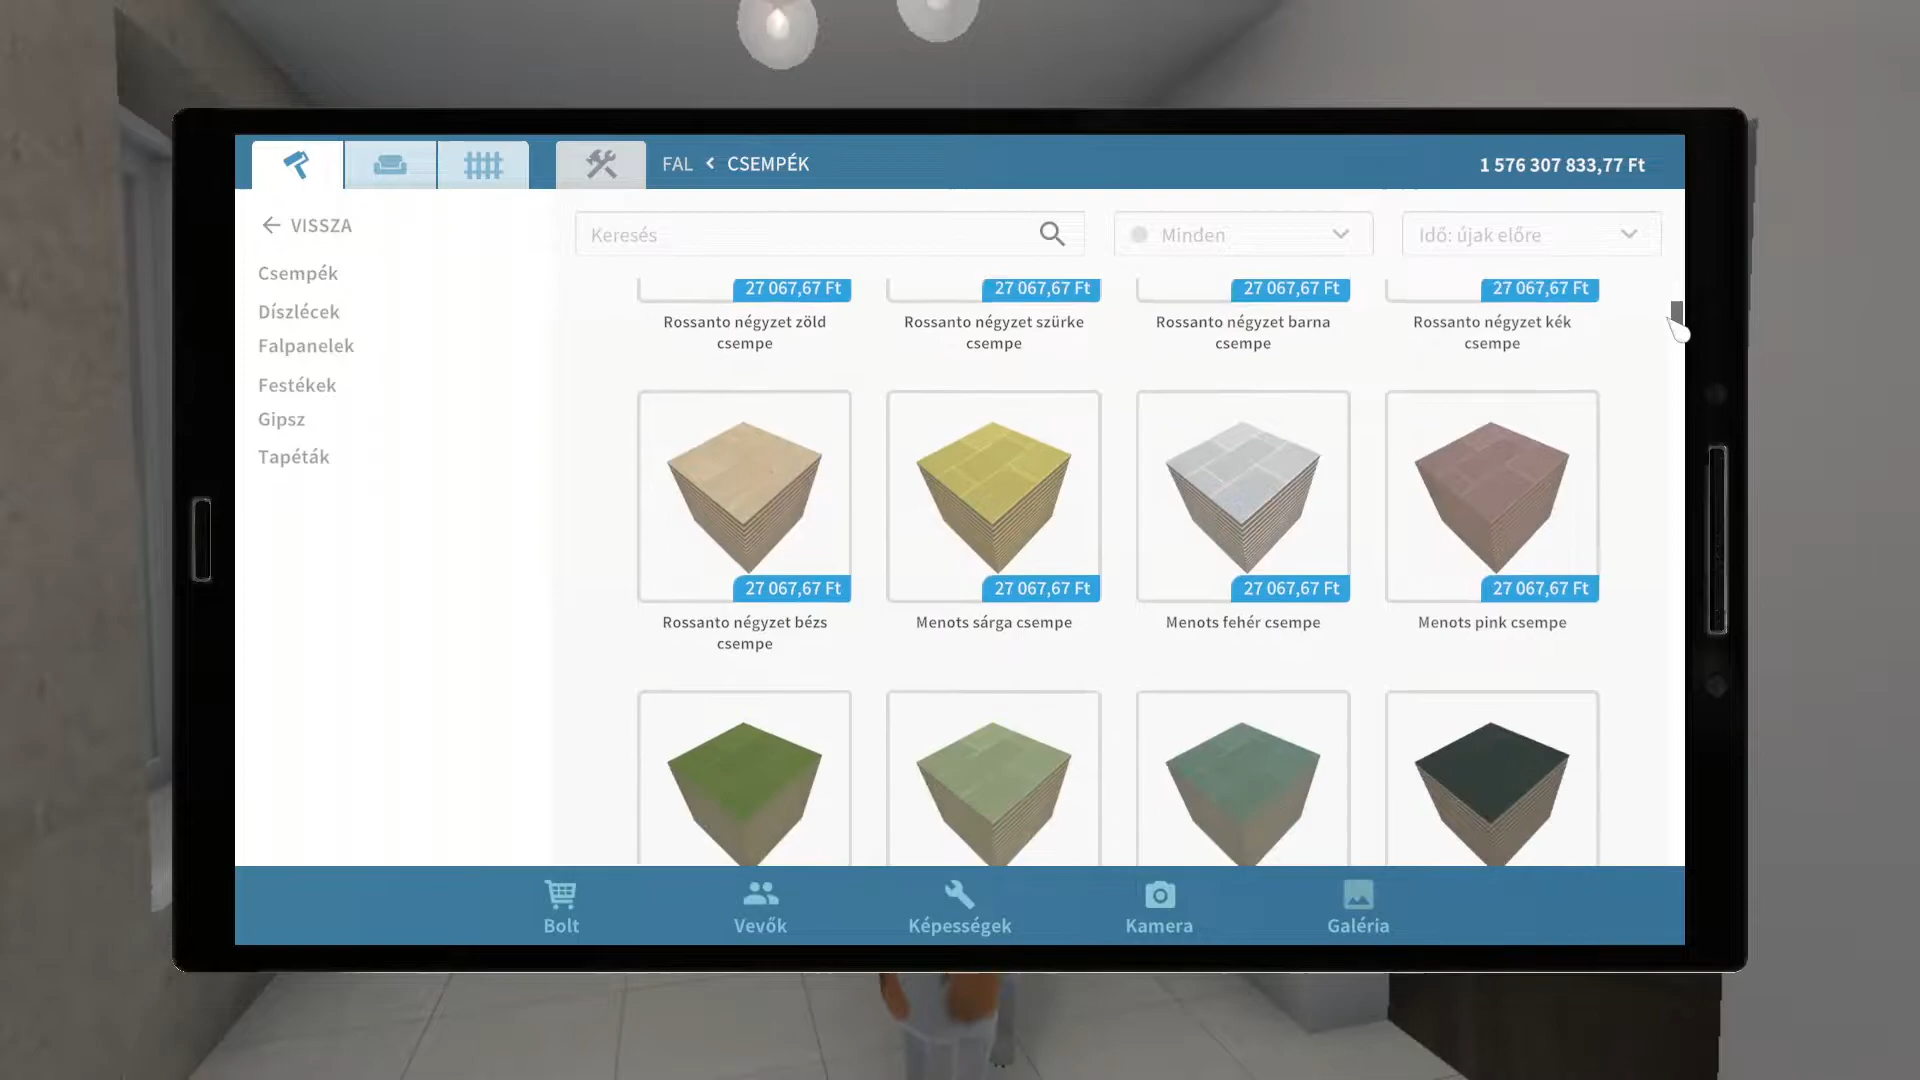 FAL < CSEMPÉK
1 576 307 833,77 Ft
VISSZA
Keresés
Minden
Idő: újak előre
Csempék
Díszlécek
Falpanelek
Festékek
Gipsz
Tapéták
27 067,67 Ft
27 067,67 Ft
27 067,67 Ft
27 067,67 Ft
Rossanto négyzet zöld
csempe
Rossanto négyzet szürke
csempe
Rossanto négyzet barna
csempe
Rossanto négyzet kék
csempe
27 067,67 Ft
27 067,67 Ft
27 067,67 Ft
27 067,67 Ft
Rossanto négyzet bézs
csempe
Menots sárga csempe
Menots fehér csempe
Menots pink csempe
Bolt
Vevők
Képességek
Kamera
Galéria